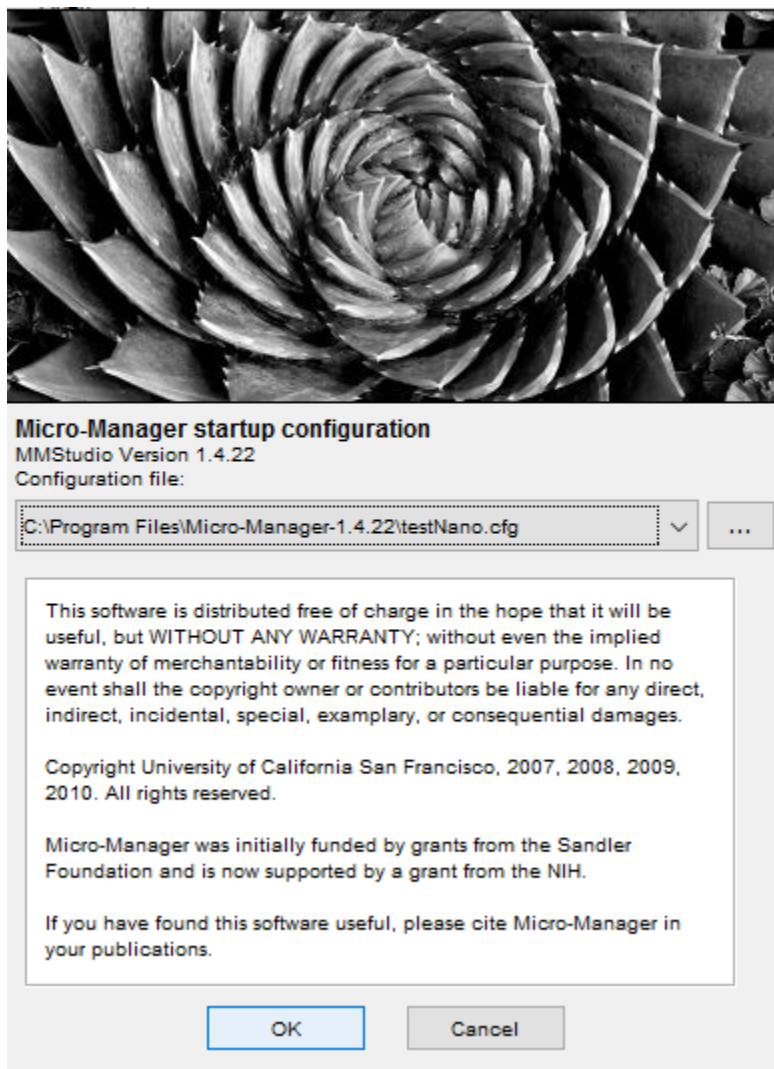 Micro-Manager startup configuration
MMStudio Version 1.4.22
Configuration file:
C:\Program Files\Micro-Manager-1.4.22\testNano.cfg
...
This software is distributed free of charge in the hope that it will be
useful, but WITHOUT ANY WARRANTY; without even the implied
warranty of merchantability or fitness for a particular purpose. In no
event shall the copyright owner or contributors be liable for any direct,
indirect, incidental, special, examplary, or consequential damages.
Copyright University of California San Francisco, 2007, 2008, 2009,
2010. All rights reserved.
Micro-Manager was initially funded by grants from the Sandler
Foundation and is now supported by a grant from the NIH.
If you have found this software useful, please cite Micro-Manager in
your publications.
OK
Cancel